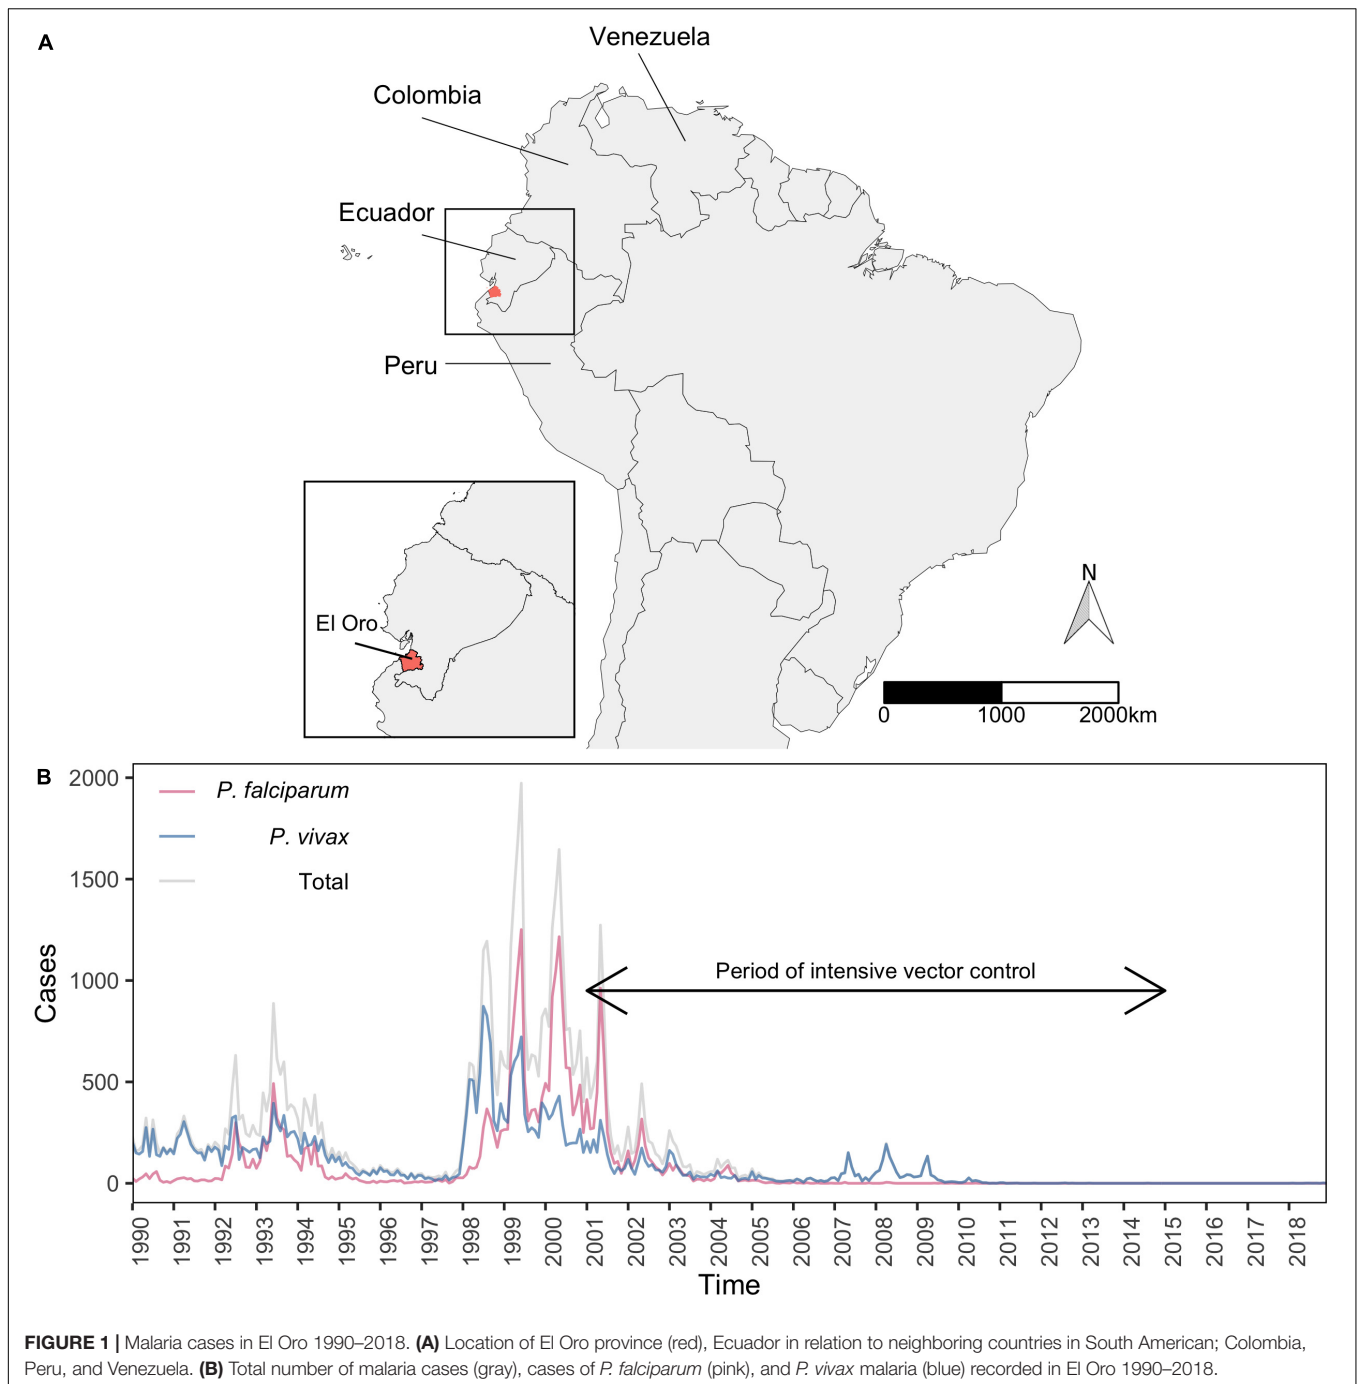 A
Venezuela
Colombia
Ecuador
Peru
El Oro
N
0 1000 2000km
B
2000
1500
1000
500
0
Cases
P. falciparum
P. vivax
Total
Period of intensive vector control
1990 1991 1992 1993 1994 1995 1996 1997 1998 1999 2000 2001 2002 2003 2004 2005 2006 2007 2008 2009 2010 2011 2012 2013 2014 2015 2016 2017 2018
Time
FIGURE 1 | Malaria cases in El Oro 1990–2018. (A) Location of El Oro province (red), Ecuador in relation to neighboring countries in South American; Colombia,
Peru, and Venezuela. (B) Total number of malaria cases (gray), cases of P. falciparum (pink), and P. vivax malaria (blue) recorded in El Oro 1990–2018.